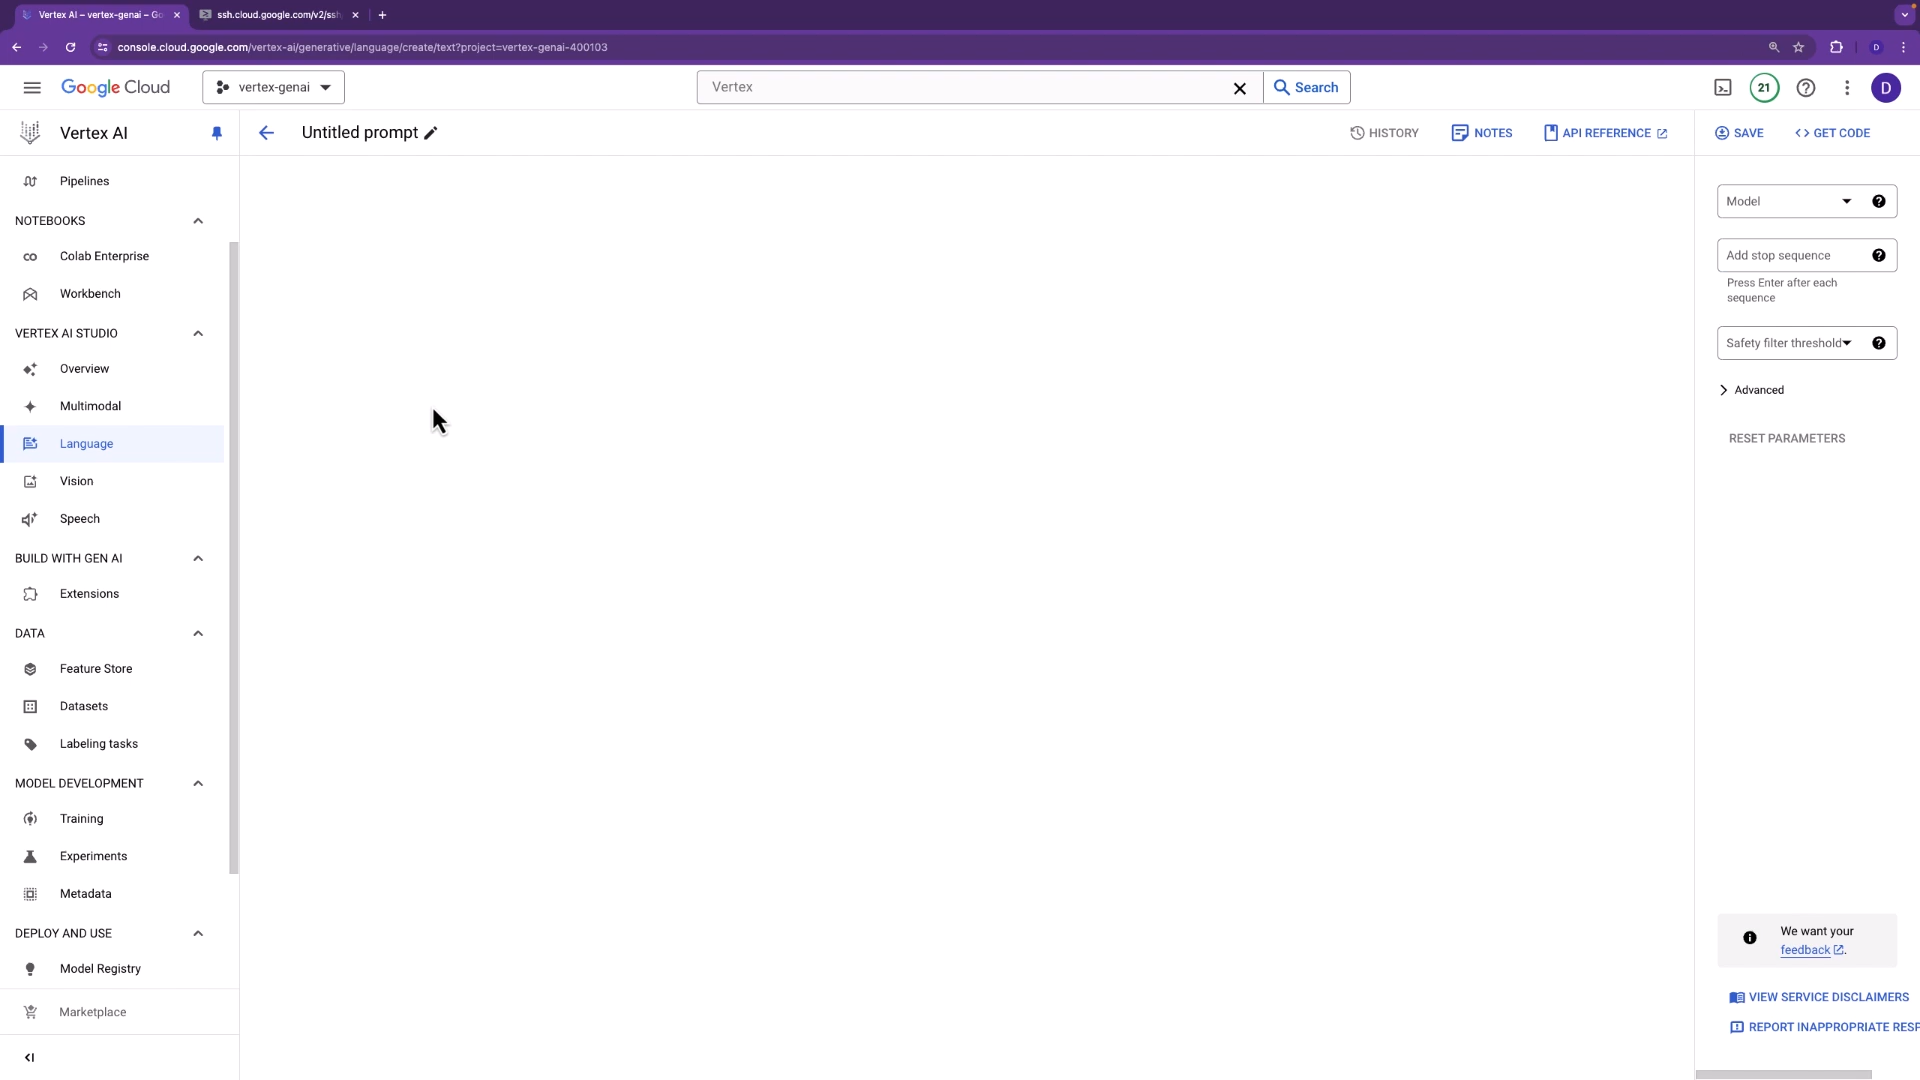 Vertex AI – vertex-genai – Go
ssh.cloud.google.com/v2/ssh
console.cloud.google.com/vertex-ai/generative/language/create/text?project=vertex-genai-400103
D
Google Cloud
vertex-genai
Vertex
Search
21
D
Vertex AI
Untitled prompt
HISTORY
NOTES
API REFERENCE
SAVE
<> GET CODE
Pipelines
NOTEBOOKS
Colab Enterprise
Workbench
VERTEX AI STUDIO
Overview
Multimodal
Language
Vision
Speech
BUILD WITH GEN AI
Extensions
DATA
Feature Store
Datasets
Labeling tasks
MODEL DEVELOPMENT
Training
Experiments
Metadata
DEPLOY AND USE
Model Registry
Marketplace
Model
Add stop sequence
Press Enter after each
sequence
Safety filter threshold
Advanced
RESET PARAMETERS
We want your
feedback.
VIEW SERVICE DISCLAIMERS
REPORT INAPPROPRIATE RESP